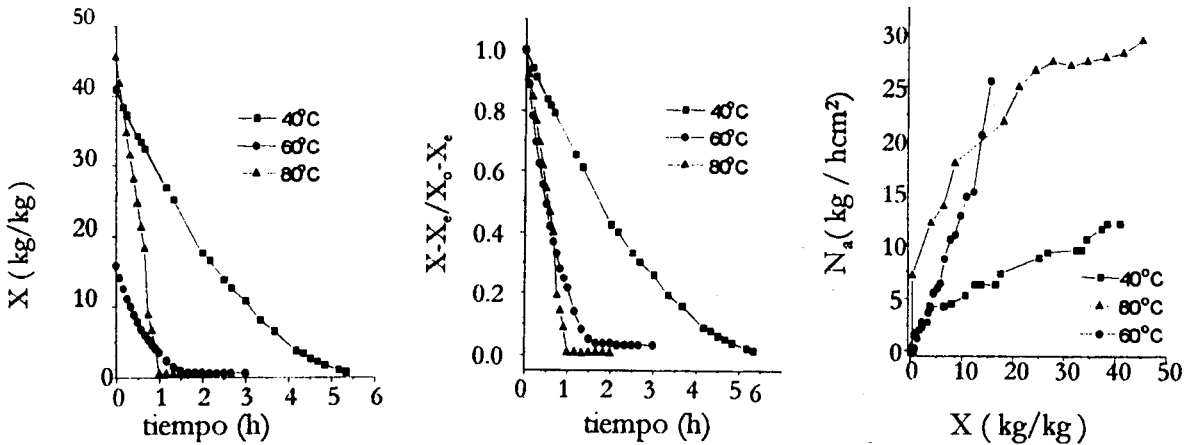 X ( kg/kg)
50
40
30
20
10
0
40°C
60°C
80°C
0 1 2 3 4 5 6
tiempo (h)
X-Xe/Xo-Xe
1.0
0.8
0.6
0.4
0.2
0.0
40°C
60°C
80°C
0 1 2 3 4 5 6
tiempo (h)
Na( kg / hcm²)
30
25
20
15
10
5
0
40°C
80°C
60°C
0 10 20 30 40 50
X ( kg/kg)